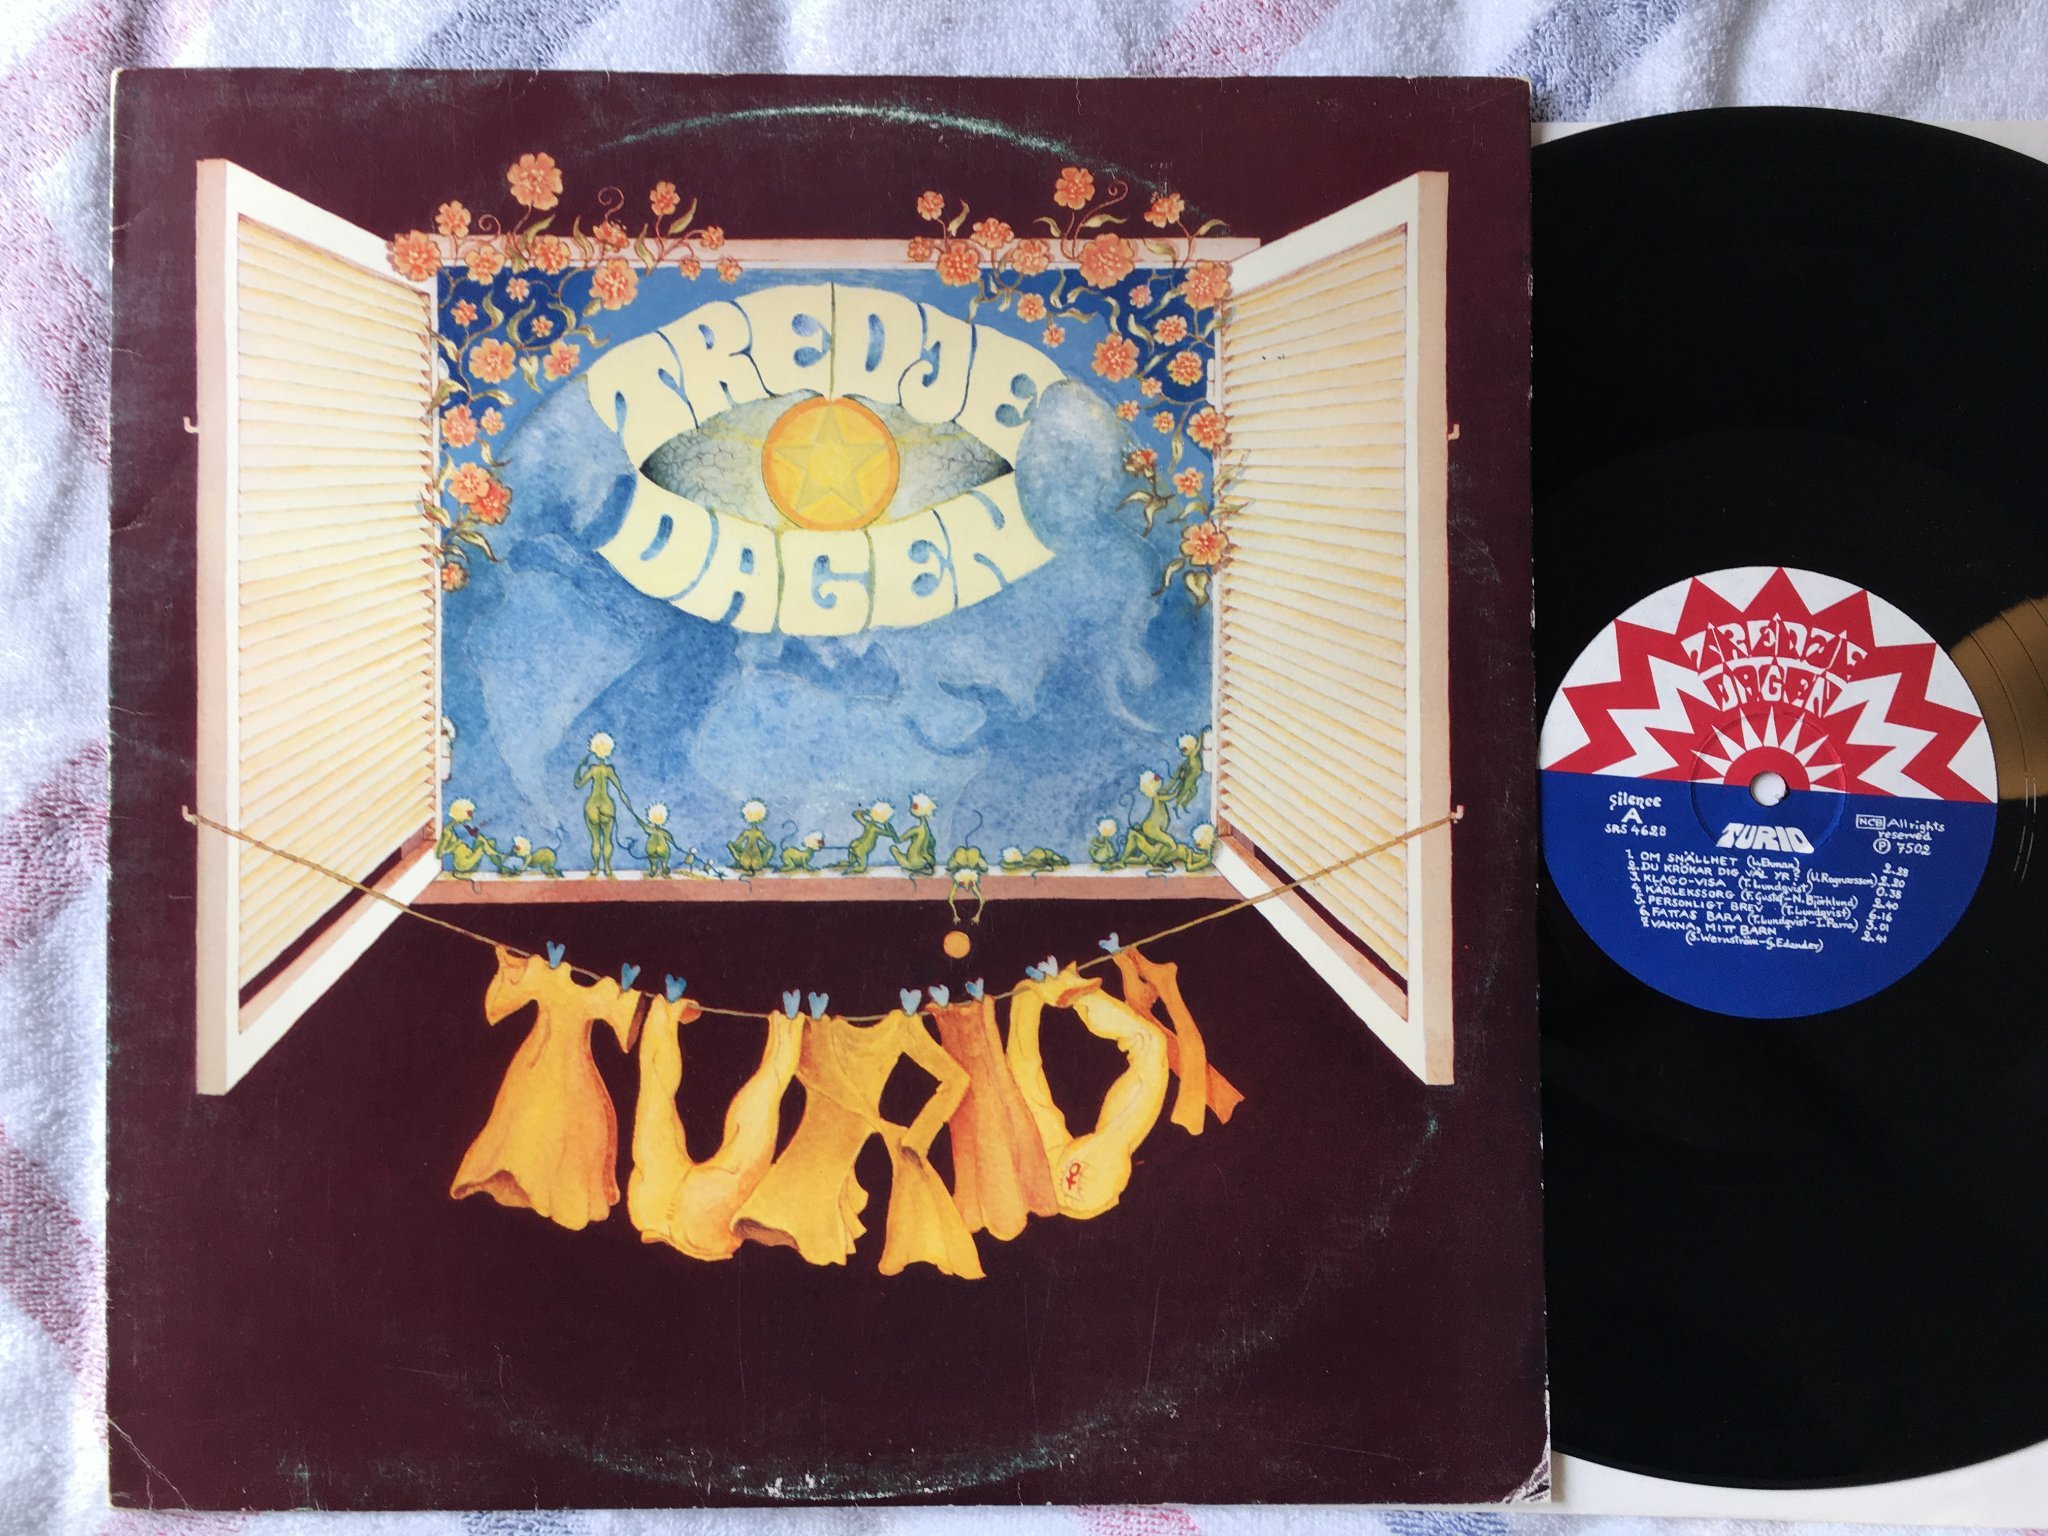 TREDJE
DAGEN
TURID
TREDJE
DAGEN
Silence
A
SRS 4628
TURID
NCB All rights
reserved
Ⓟ 7502
1. OM SNÄLLHET (L. Ekman) 2.28
2. DU KRÖKAR DIG VÄL YR? (U. Ragnarsson) 2.20
3. KLAGO-VISA (T. Lundqvist) 0.38
4. KÄRLEKSSORG (F. Gustaf-N. Björklund) 2.40
5. PERSONLIGT BREV (T. Lundqvist) 6.16
6. FATTAS BARA (T. Lundqvist-I. Parra) 3.01
7. VAKNA, MITT BARN 2.41
(S. Wernström-G. Edander)